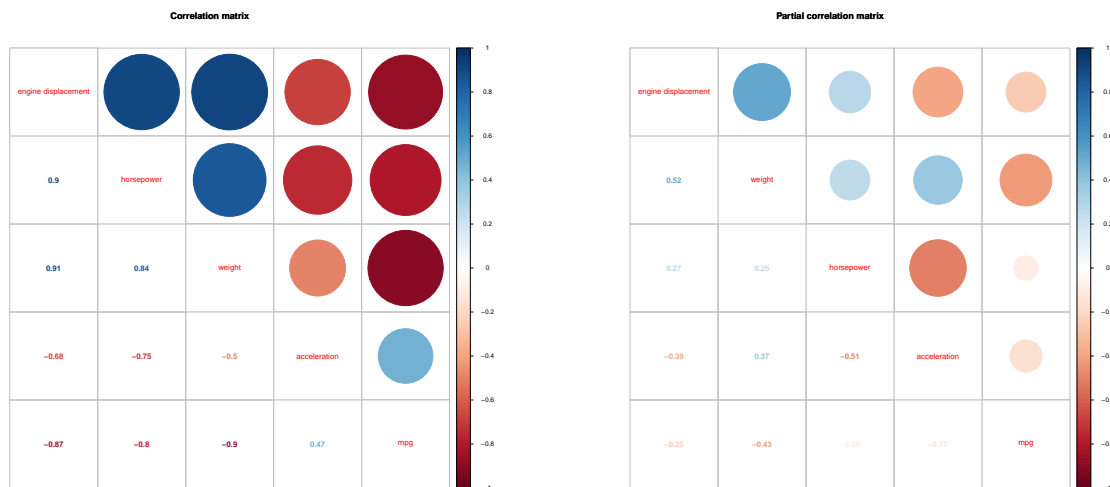 Correlation matrix
engine displacement
0.9 horsepower
0.91 0.84 weight
−0.68 −0.75 −0.5 acceleration
−0.87 −0.8 −0.9 0.47 mpg
1
0.8
0.6
0.4
0.2
0
−0.2
−0.4
−0.6
−0.8
Partial correlation matrix
engine displacement
0.52 weight
0.27 0.25 horsepower
−0.39 0.37 −0.51 acceleration
−0.25 −0.43 −0.17 mpg
1
0